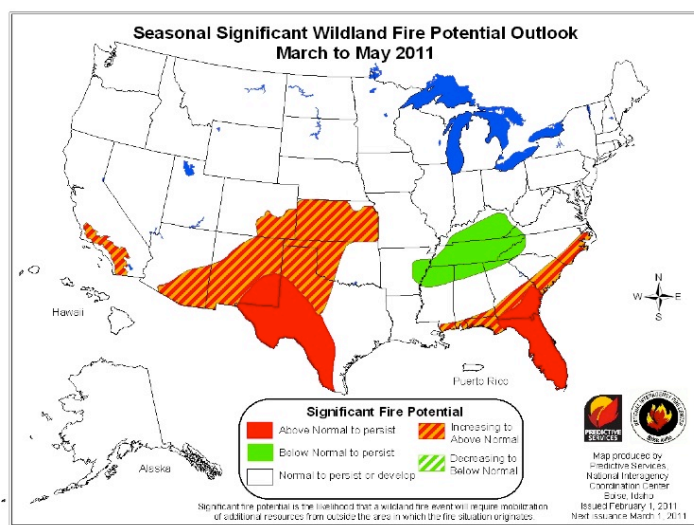 Seasonal Significant Wildland Fire Potential Outlook
March to May 2011
Hawaii
Alaska
Puerto Rico
N
W E
S
Significant Fire Potential
Above Normal to persist
Below Normal to persist
Normal to persist or develop
Increasing to
Above Normal
Decreasing to
Below Normal
PREDICTIVE
SERVICES
Map produced by
Predictive Services,
National Interagency
Coordination Center
Boise, Idaho
Issued February 1, 2011
Next issuance March 1, 2011
Significant fire potential is the likelihood that a wildland fire event will require mobilization
of additional resources from outside the area in which the fire situation originates.